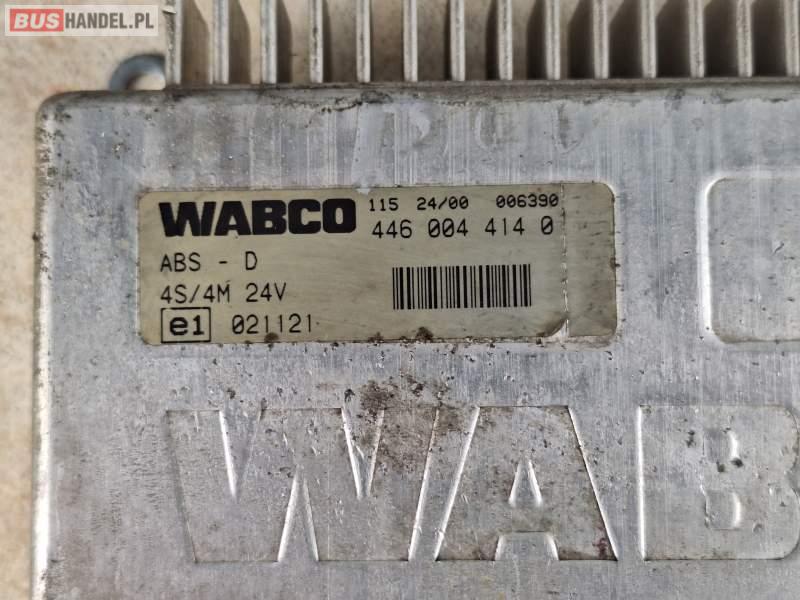 BUSHANDEL.PL
WABCO 115 24/00 006390
446 004 414 0
ABS - D
4S/4M 24V
e1 021121
WAB